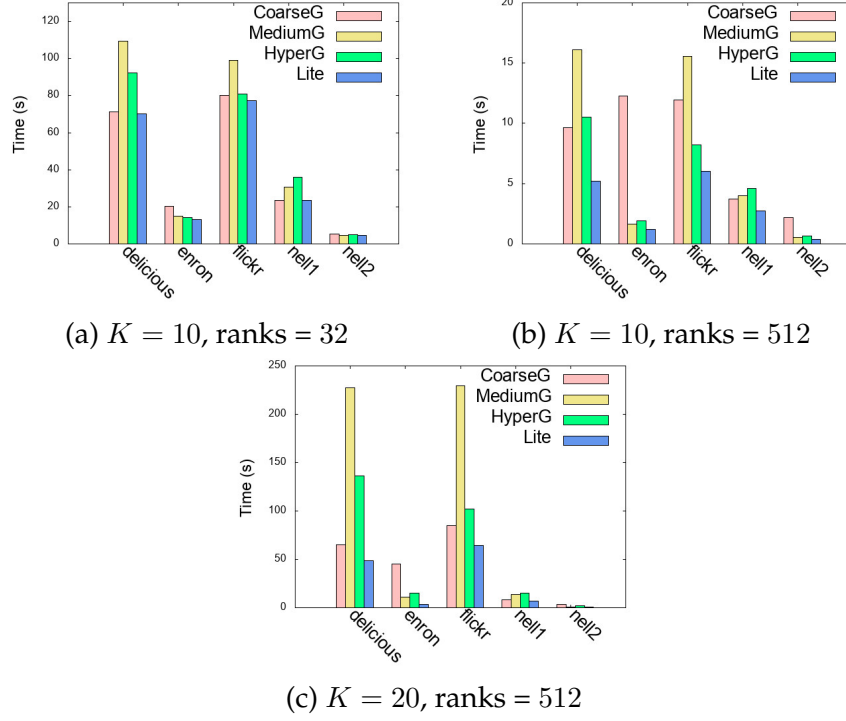 CoarseG
MediumG
HyperG
Lite
Time (s)
120
100
80
60
40
20
0
delicious
enron
flickr
nell1
nell2
(a) K = 10, ranks = 32
CoarseG
MediumG
HyperG
Lite
Time (s)
20
15
10
5
0
delicious
enron
flickr
nell1
nell2
(b) K = 10, ranks = 512
CoarseG
MediumG
HyperG
Lite
Time (s)
250
200
150
100
50
0
delicious
enron
flickr
nell1
nell2
(c) K = 20, ranks = 512